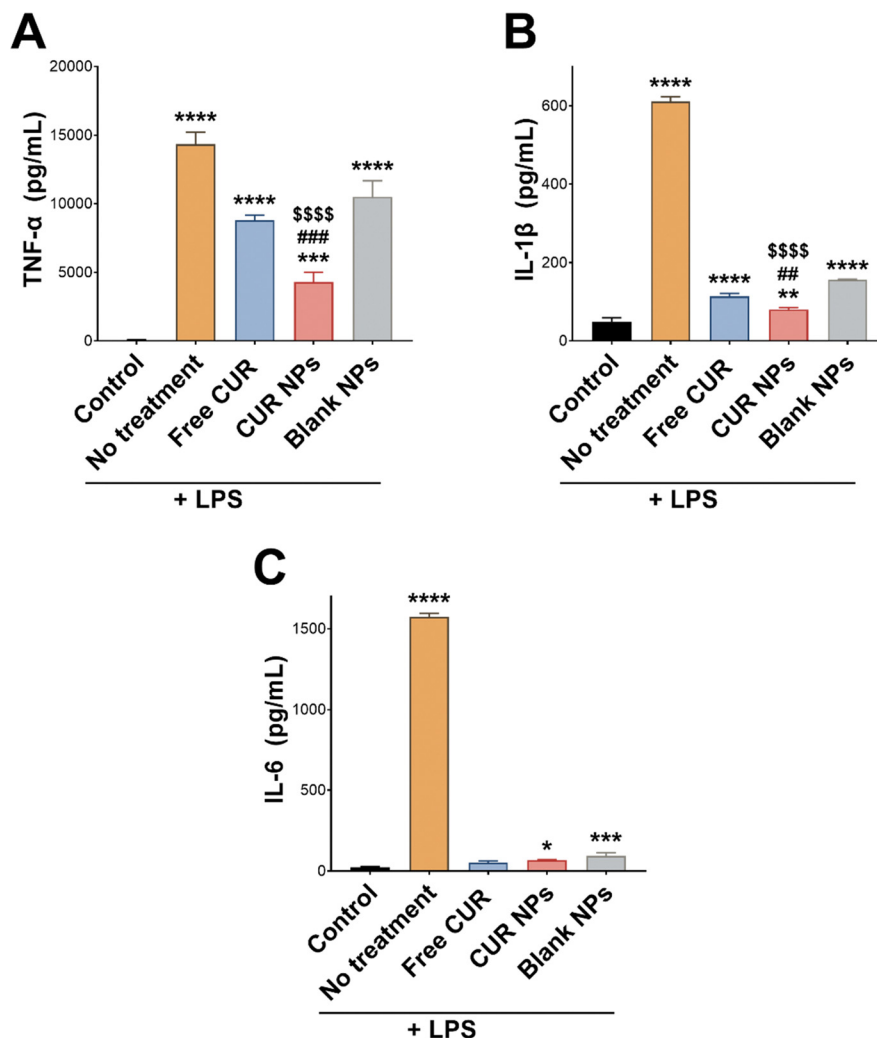 A
TNF-α (pg/mL)
20000
15000
10000
5000
0
****
****
$$$$
###
***
****
Control
No treatment
Free CUR
CUR NPs
Blank NPs
+ LPS
B
IL-1β (pg/mL)
600
400
200
0
****
****
$$$$
##
**
****
Control
No treatment
Free CUR
CUR NPs
Blank NPs
+ LPS
C
IL-6 (pg/mL)
1500
1000
500
0
****
*
***
Control
No treatment
Free CUR
CUR NPs
Blank NPs
+ LPS